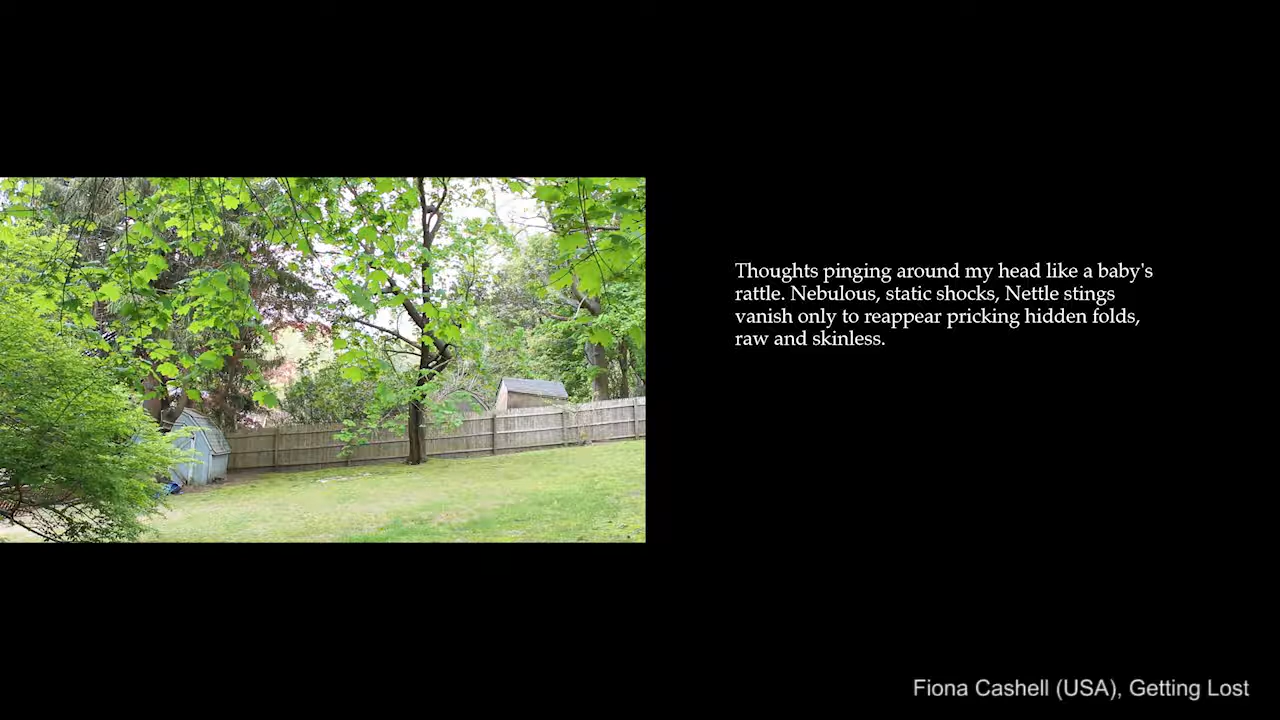 Thoughts pinging around my head like a baby's
rattle. Nebulous, static shocks, Nettle stings
vanish only to reappear pricking hidden folds,
raw and skinless.
Fiona Cashell (USA), Getting Lost